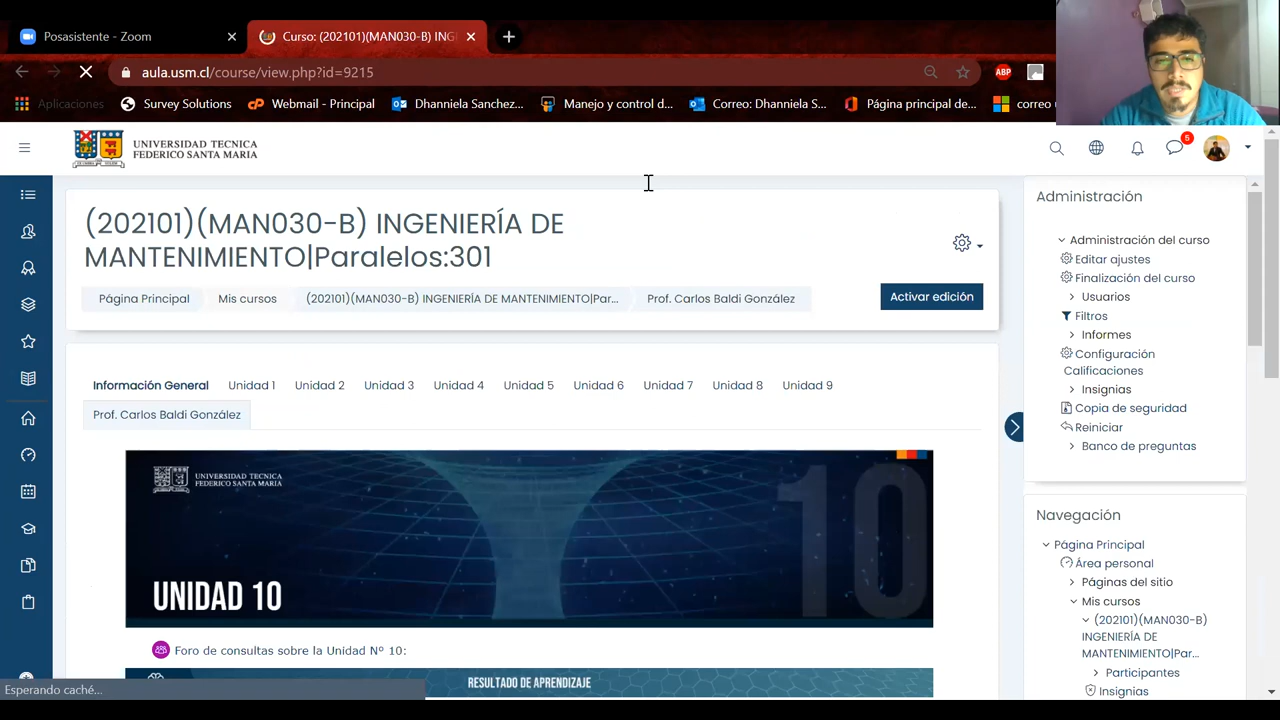 Posasistente - Zoom
Curso: (202101)(MAN030-B) ING
aula.usm.cl/course/view.php?id=9215
ABP
Aplicaciones
Survey Solutions
Webmail - Principal
Dhanniela Sanchez...
Manejo y control d...
Correo: Dhanniela S...
Página principal de...
correo
UNIVERSIDAD TECNICA
FEDERICO SANTA MARIA
5
(202101)(MAN030-B) INGENIERÍA DE
MANTENIMIENTO|Paralelos:301
Página Principal
Mis cursos
(202101)(MAN030-B) INGENIERÍA DE MANTENIMIENTO|Par...
Prof. Carlos Baldi González
Activar edición
Información General
Unidad 1
Unidad 2
Unidad 3
Unidad 4
Unidad 5
Unidad 6
Unidad 7
Unidad 8
Unidad 9
Prof. Carlos Baldi González
UNIVERSIDAD TECNICA
FEDERICO SANTA MARIA
10
UNIDAD 10
Foro de consultas sobre la Unidad Nº 10:
RESULTADO DE APRENDIZAJE
Esperando caché...
Administración
Administración del curso
Editar ajustes
Finalización del curso
Usuarios
Filtros
Informes
Configuración
Calificaciones
Insignias
Copia de seguridad
Reiniciar
Banco de preguntas
Navegación
Página Principal
Área personal
Páginas del sitio
Mis cursos
(202101)(MAN030-B)
INGENIERÍA DE
MANTENIMIENTO|Par...
Participantes
Insignias